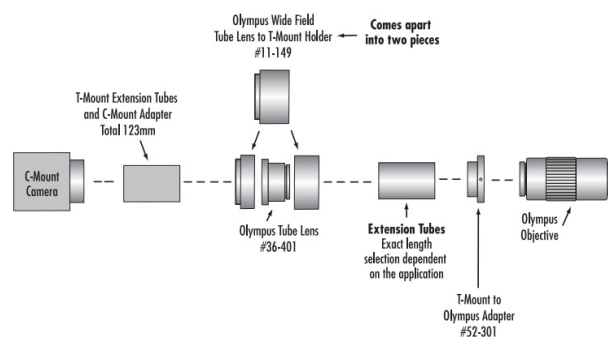 Olympus Wide Field
Tube Lens to T-Mount Holder
#11-149
Comes apart
into two pieces
T-Mount Extension Tubes
and C-Mount Adapter
Total 123mm
C-Mount
Camera
Olympus Tube Lens
#36-401
Extension Tubes
Exact length
selection dependent
on the application
Olympus
Objective
T-Mount to
Olympus Adapter
#52-301